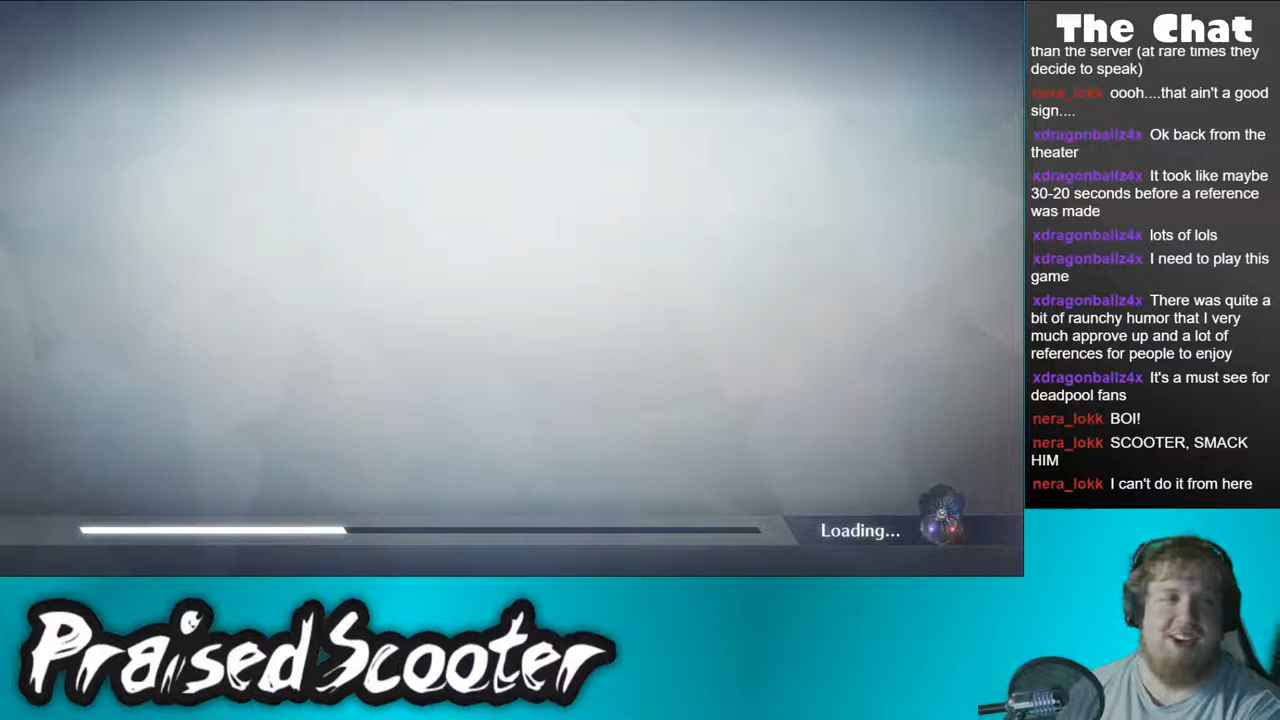 The Chat
than the server (at rare times they
decide to speak)
nera_lokk oooh....that ain't a good
sign....
xdragonballz4x Ok back from the
theater
xdragonballz4x It took like maybe
30-20 seconds before a reference
was made
xdragonballz4x lots of lols
xdragonballz4x I need to play this
game
xdragonballz4x There was quite a
bit of raunchy humor that I very
much approve up and a lot of
references for people to enjoy
xdragonballz4x It's a must see for
deadpool fans
nera_lokk BOI!
nera_lokk SCOOTER, SMACK
HIM
nera_lokk I can't do it from here
Loading...
PraisedScooter